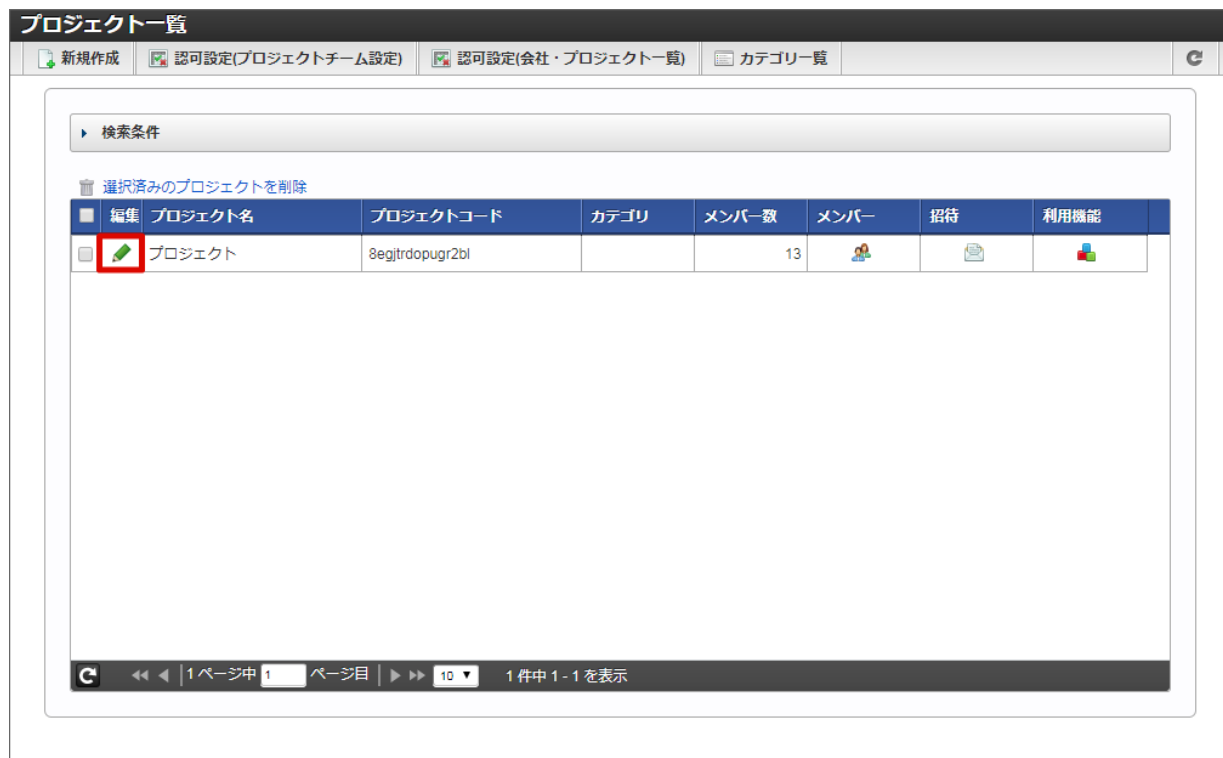 プロジェクト一覧
新規作成 認可設定(プロジェクトチーム設定) 認可設定(会社・プロジェクト一覧) カテゴリ一覧
検索条件
選択済みのプロジェクトを削除
編集 プロジェクト名 プロジェクトコード カテゴリ メンバー数 メンバー 招待 利用機能
プロジェクト 8egjtrdopugr2bl 13
1 ページ中 1 ページ目 10 1 件中 1 - 1 を表示